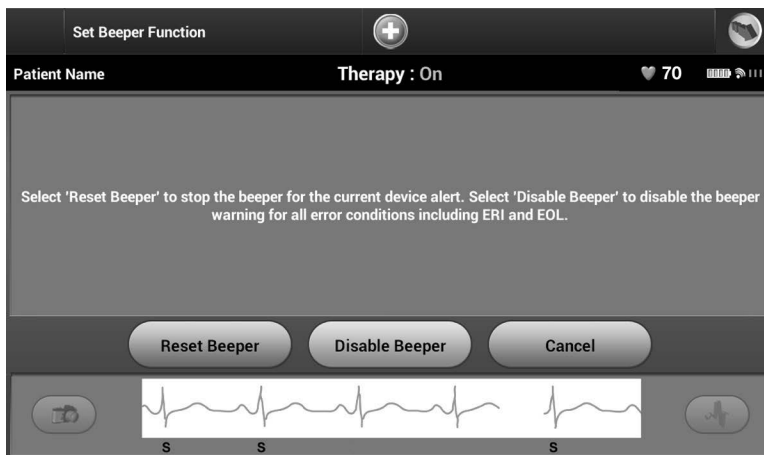 Set Beeper Function
Patient Name Therapy : On 70
Select 'Reset Beeper' to stop the beeper for the current device alert. Select 'Disable Beeper' to disable the beeper
warning for all error conditions including ERI and EOL.
Reset Beeper Disable Beeper Cancel
S S S